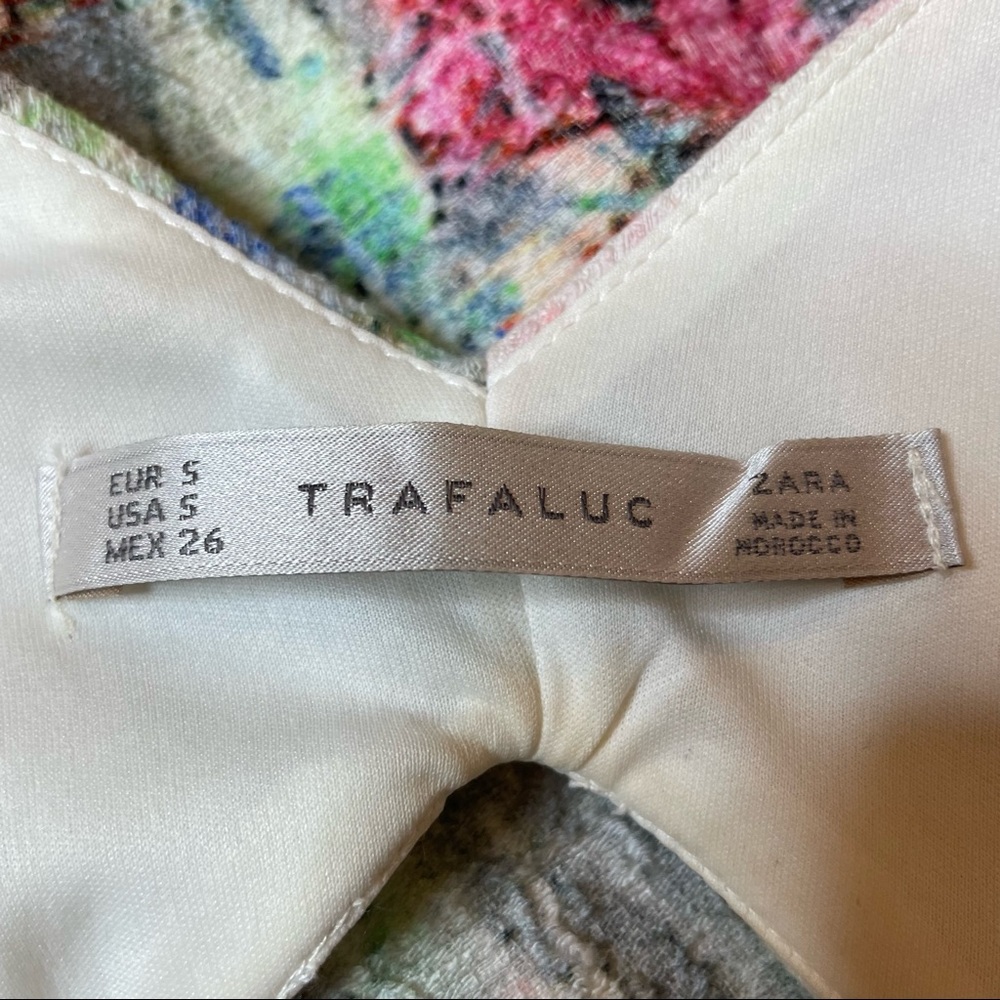 EUR S
USA S
MEX 26
TRAFALUC
ZARA
MADE IN
MOROCCO